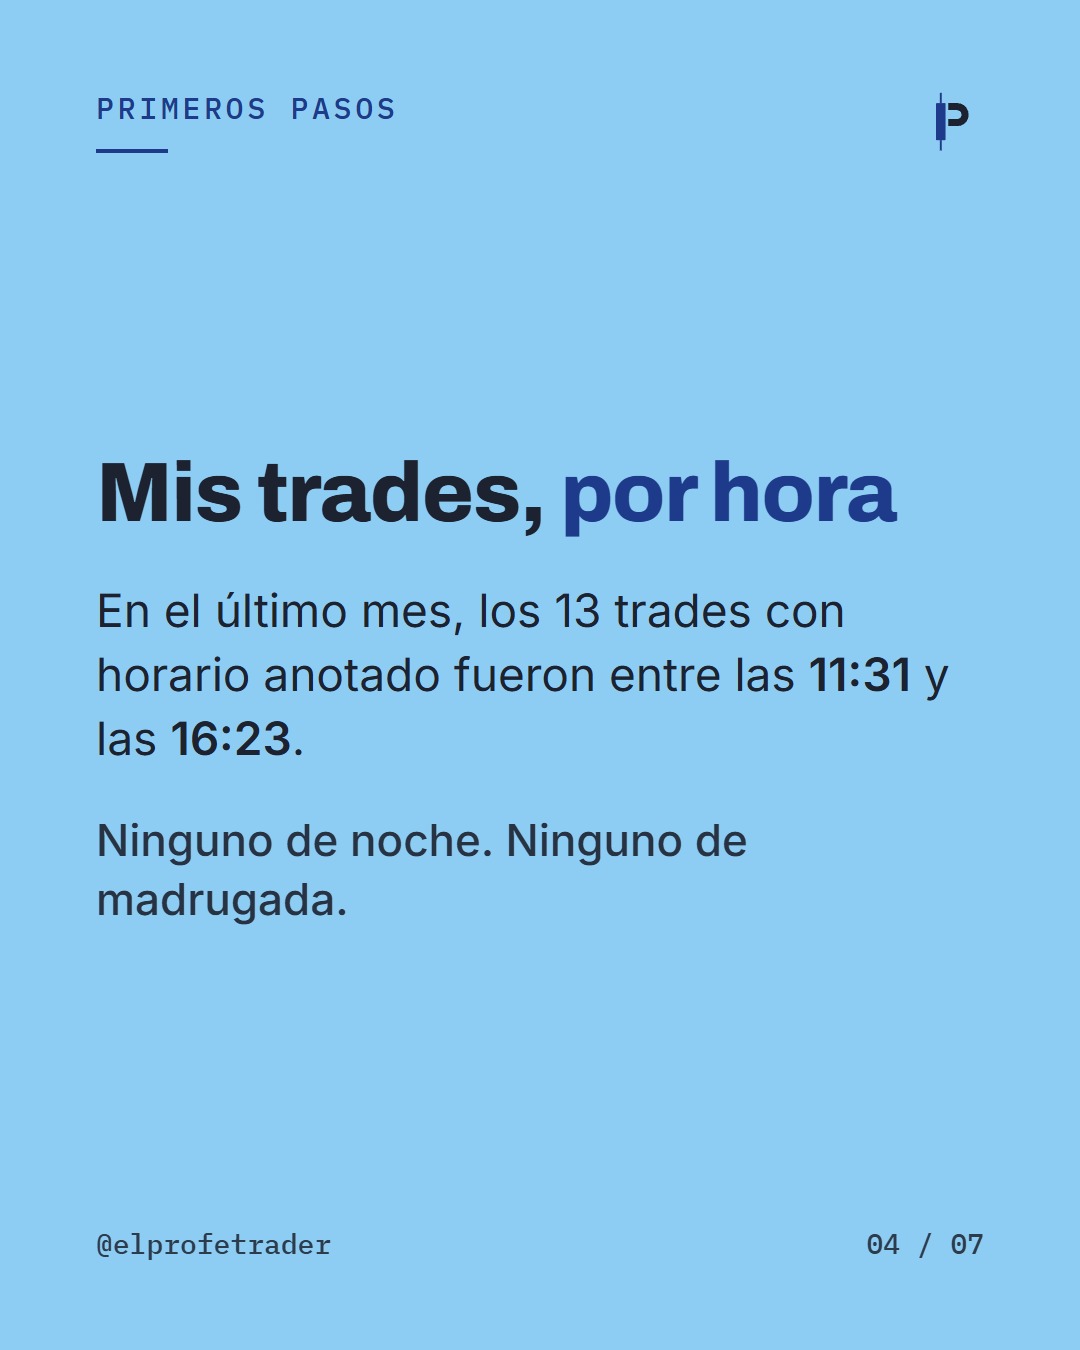 PRIMEROS PASOS
Mis trades, por hora
En el último mes, los 13 trades con
horario anotado fueron entre las 11:31 y
las 16:23.
Ninguno de noche. Ninguno de
madrugada.
@elprofetrader
04 / 07